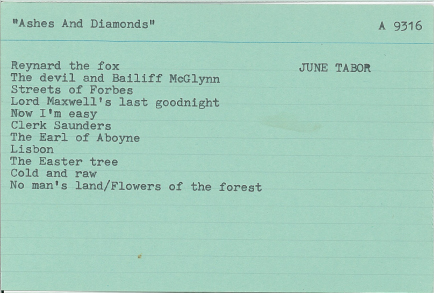 "Ashes And Diamonds" A 9316
Reynard the fox JUNE TABOR
The devil and Bailiff McGlynn
Streets of Forbes
Lord Maxwell's last goodnight
Now I'm easy
Clerk Saunders
The Earl of Aboyne
Lisbon
The Easter tree
Cold and raw
No man's land/Flowers of the forest